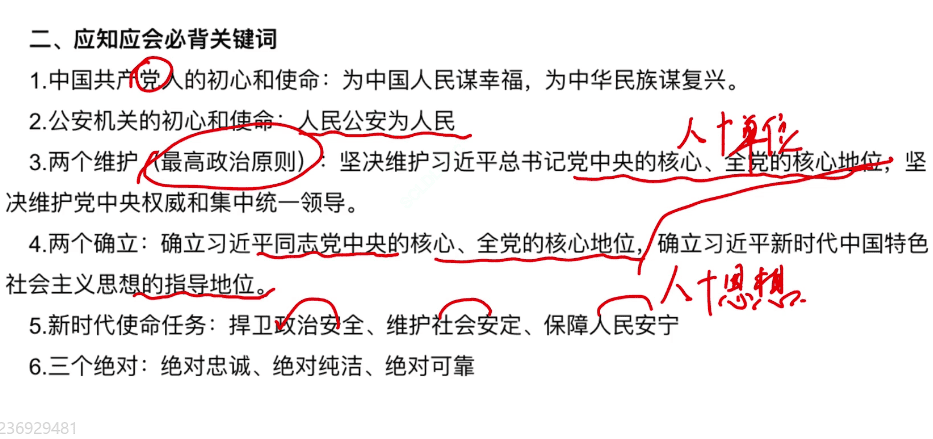 二、应知应会必背关键词
1.中国共产党人的初心和使命：为中国人民谋幸福，为中华民族谋复兴。
2.公安机关的初心和使命：人民公安为人民
人+单位
3.两个维护（最高政治原则）：坚决维护习近平总书记党中央的核心、全党的核心地位，坚
决维护党中央权威和集中统一领导。
4.两个确立：确立习近平同志党中央的核心、全党的核心地位，确立习近平新时代中国特色
社会主义思想的指导地位。
人+思想
5.新时代使命任务：捍卫政治安全、维护社会安定、保障人民安宁
6.三个绝对：绝对忠诚、绝对纯洁、绝对可靠
236929481